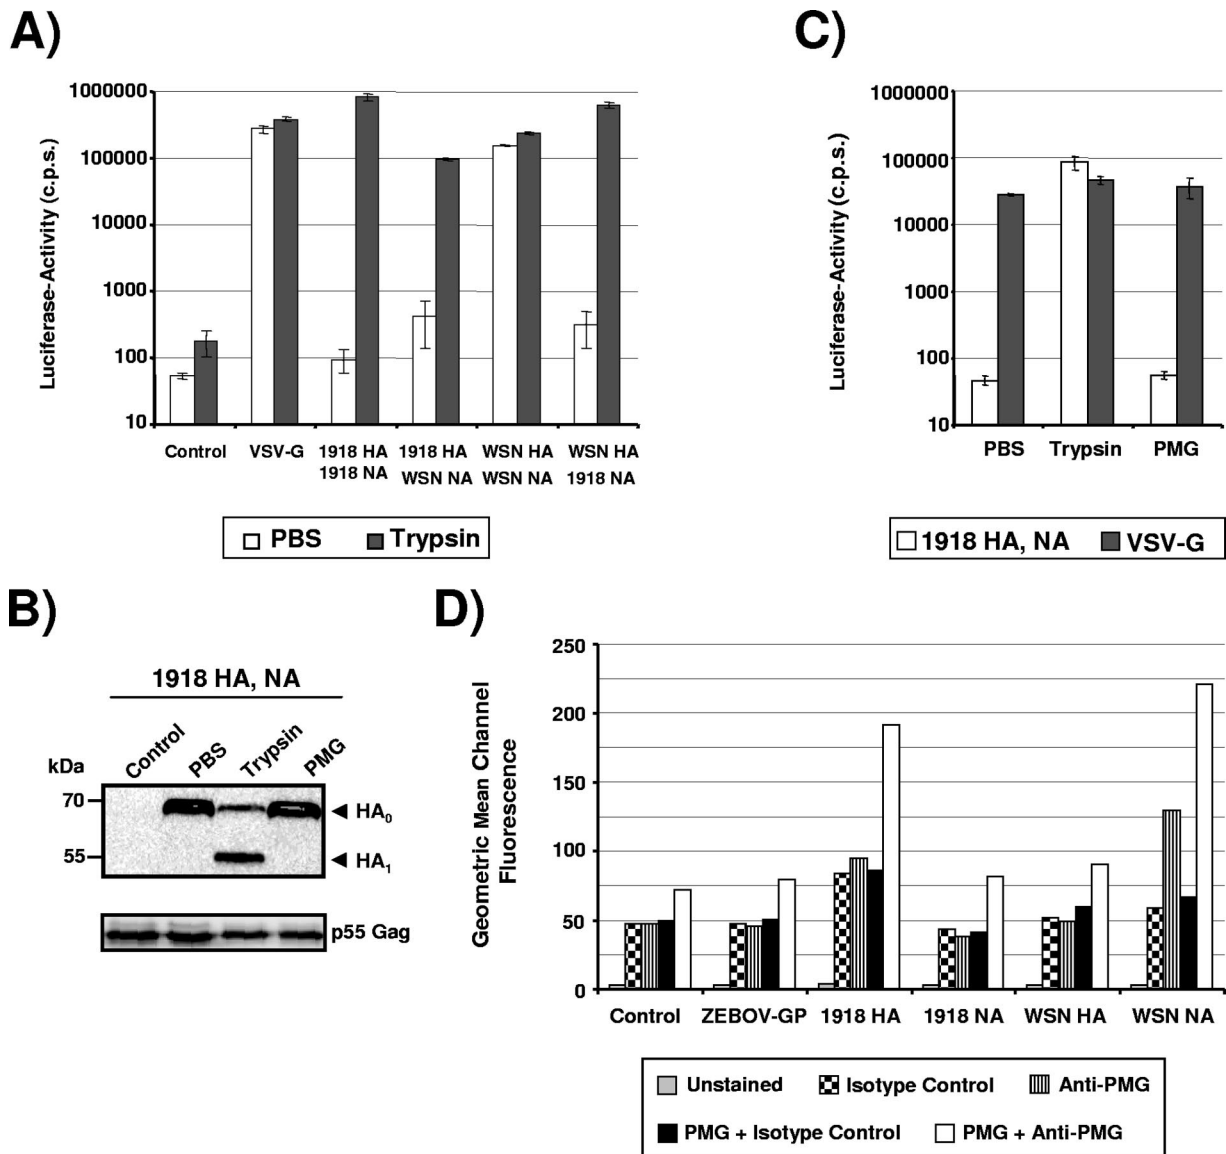 A)
Luciferase-Activity (c.p.s.)
1000000
100000
10000
1000
100
10
Control
VSV-G
1918 HA
1918 NA
1918 HA
WSN NA
WSN HA
WSN NA
WSN HA
1918 NA
PBS
Trypsin
C)
Luciferase-Activity (c.p.s.)
1000000
100000
10000
1000
100
10
PBS
Trypsin
PMG
1918 HA, NA
VSV-G
B)
1918 HA, NA
Control
PBS
Trypsin
PMG
kDa
70
55
HA0
HA1
p55 Gag
D)
Geometric Mean Channel
Fluorescence
250
200
150
100
50
0
Control
ZEBOV-GP
1918 HA
1918 NA
WSN HA
WSN NA
Unstained
Isotype Control
Anti-PMG
PMG + Isotype Control
PMG + Anti-PMG